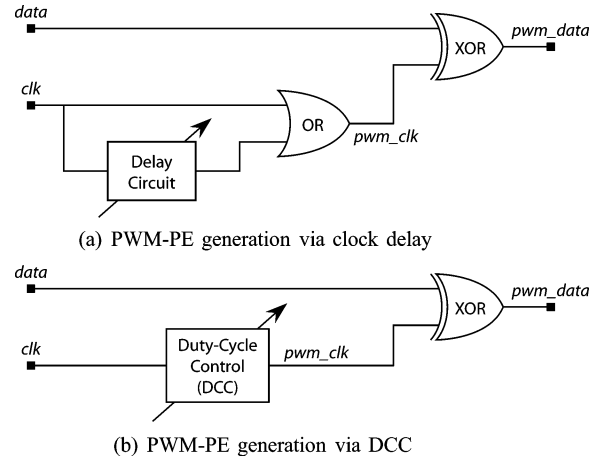 data
pwm_data
XOR
clk
OR
pwm_clk
Delay
Circuit
(a) PWM-PE generation via clock delay
data
pwm_data
XOR
clk
Duty-Cycle
Control
(DCC)
pwm_clk
(b) PWM-PE generation via DCC